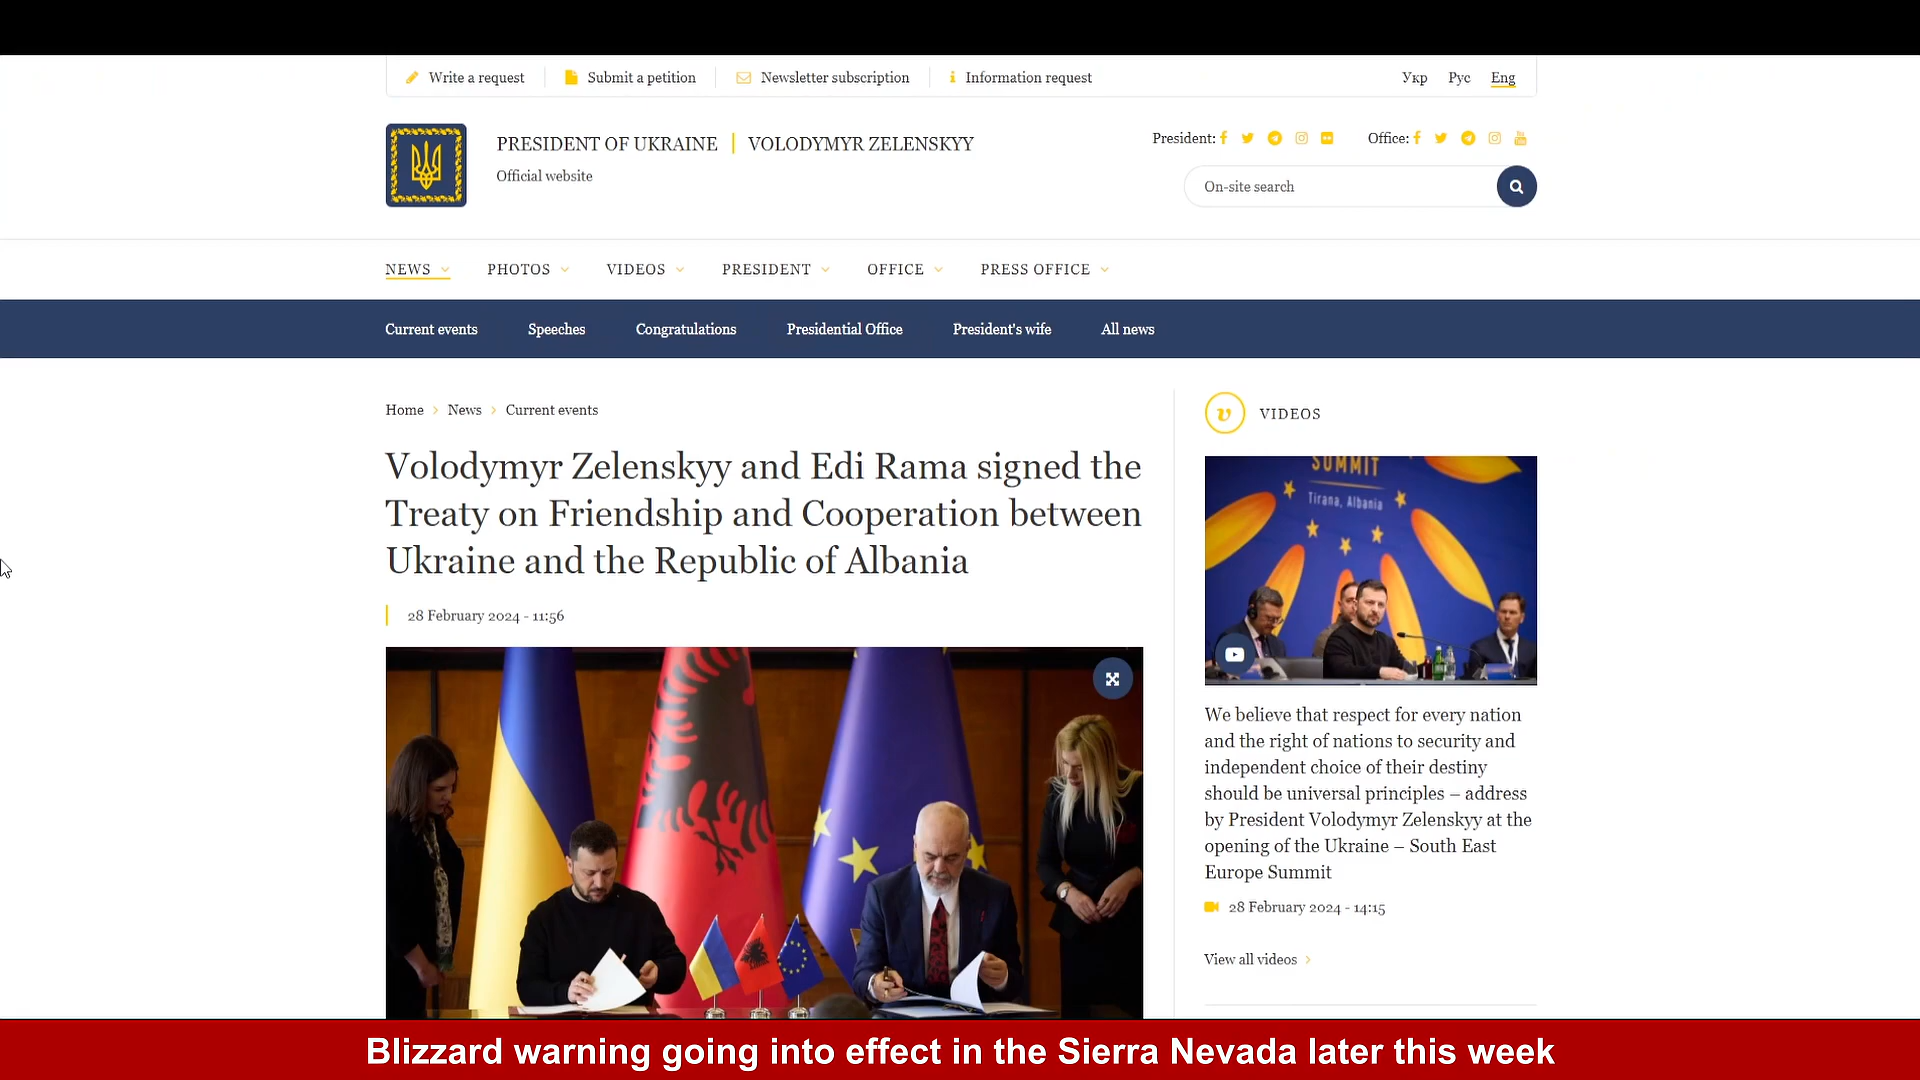 Write a request
Submit a petition
Newsletter subscription
Information request
Укр
Рус
Eng
PRESIDENT OF UKRAINE
VOLODYMYR ZELENSKYY
Official website
President:
Office:
On-site search
NEWS
PHOTOS
VIDEOS
PRESIDENT
OFFICE
PRESS OFFICE
Current events
Speeches
Congratulations
Presidential Office
President's wife
All news
Home
News
Current events
Volodymyr Zelenskyy and Edi Rama signed the
Treaty on Friendship and Cooperation between
Ukraine and the Republic of Albania
28 February 2024 - 11:56
VIDEOS
SUMMIT
Tirana, Albania
We believe that respect for every nation
and the right of nations to security and
independent choice of their destiny
should be universal principles – address
by President Volodymyr Zelenskyy at the
opening of the Ukraine – South East
Europe Summit
28 February 2024 - 14:15
View all videos
Blizzard warning going into effect in the Sierra Nevada later this week